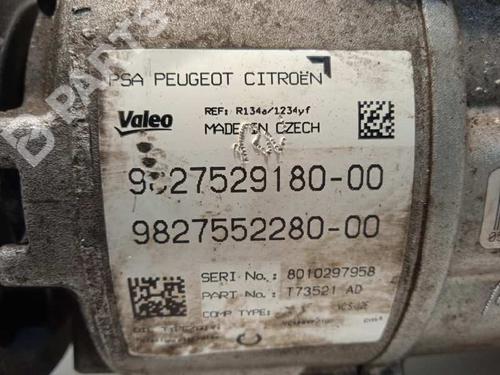 PSA PEUGEOT CITROËN
REF: R134a/1234yf
Valeo
MADE IN CZECH
9827529180-00
9827552280-00
SERI No.: 8010297958
PART No.: T73521 AD
COMP TYPE:
B PARTS